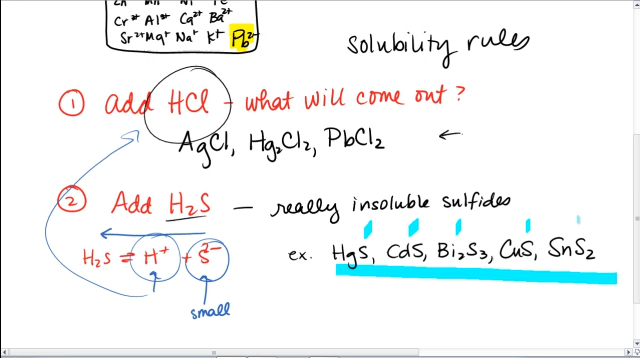 Cr³⁺ Al³⁺ Ca²⁺ Ba²⁺
Sr²⁺ Mg⁺ Na⁺ K⁺ Pb²⁺
solubility rules
① add HCl - what will come out?
AgCl, Hg₂Cl₂, PbCl₂ ←
② Add H₂S — really insoluble sulfides
H₂S = H⁺ + S²⁻
ex. HgS, CdS, Bi₂S₃, CuS, SnS₂
small